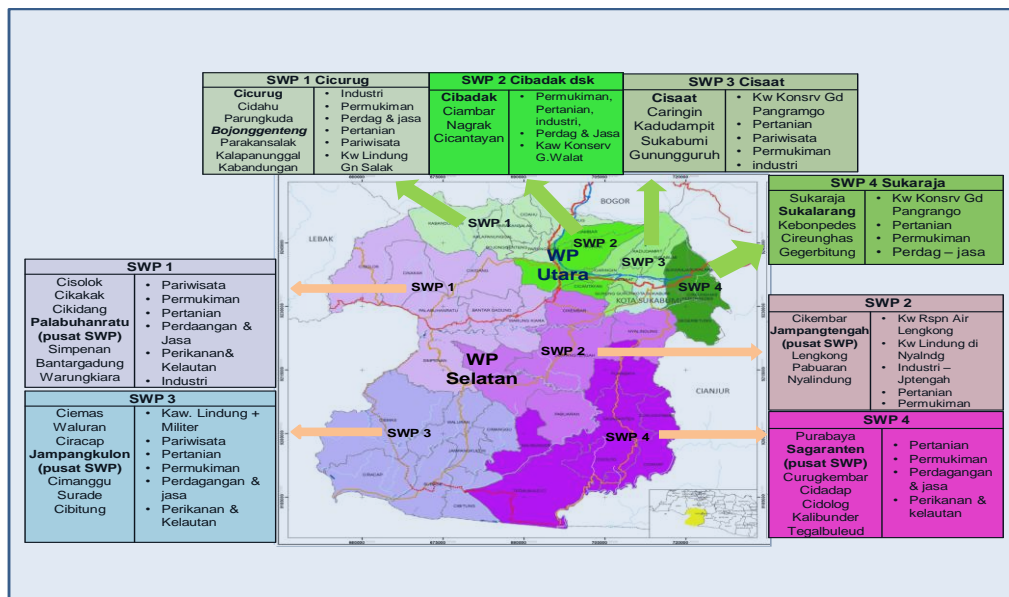 SWP 1 Cicurug
Cicurug
Cidahu
Parungkuda
Bojonggenteng
Parakansalak
Kalapanunggal
Kabandungan
• Industri
• Permukiman
• Perdag & jasa
• Pertanian
• Pariwisata
• Kw Lindung
Gn Salak
SWP 2 Cibadak dsk
Cibadak
Ciambar
Nagrak
Cicantayan
• Permukiman,
Pertanian,
industri,
• Perdag & Jasa
• Kaw Konserv
G.Walat
SWP 3 Cisaat
Cisaat
Caringin
Kadudampit
Sukabumi
Gunungguruh
• Kw Konsrv Gd
Pangramgo
• Pertanian
• Pariwisata
• Permukiman
• industri
SWP 4 Sukaraja
Sukaraja
Sukalarang
Kebonpedes
Cireunghas
Gegerbitung
• Kw Konsrv Gd
Pangrango
• Pertanian
• Permukiman
• Perdag – jasa
SWP 1
Cisolok
Cikakak
Cikidang
Palabuhanratu
(pusat SWP)
Simpenan
Bantargadung
Warungkiara
• Pariwisata
• Permukiman
• Pertanian
• Perdaangan &
Jasa
• Perikanan&
Kelautan
• Industri
SWP 2
Cikembar
Jampangtengah
(pusat SWP)
Lengkong
Pabuaran
Nyalindung
• Kw Rspn Air
Lengkong
• Kw Lindung di
Nyalndg
• Industri –
Jptengah
• Pertanian
• Permukiman
SWP 3
Ciemas
Waluran
Ciracap
Jampangkulon
(pusat SWP)
Cimanggu
Surade
Cibitung
• Kaw. Lindung +
Militer
• Pariwisata
• Pertanian
• Permukiman
• Perdagangan &
jasa
• Perikanan &
Kelautan
SWP 4
Purabaya
Sagaranten
(pusat SWP)
Curugkembar
Cidadap
Cidolog
Kalibunder
Tegalbuleud
• Pertanian
• Permukiman
• Perdagangan
& jasa
• Perikanan &
kelautan
BOGOR
LEBAK
SWP 1
SWP 2
WP
Utara
SWP 3
SWP 4
KOTA SUKABUMI
SWP 1
SWP 2
WP
Selatan
CIANJUR
SWP 3
SWP 4